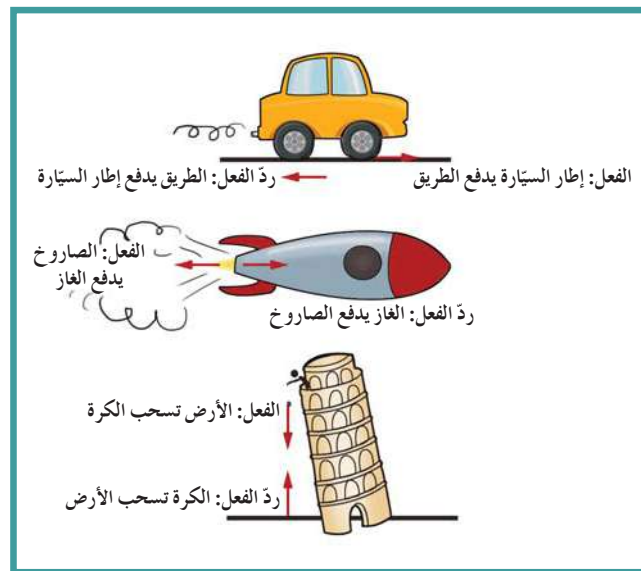 الفعل: إطار السيّارة يدفع الطريق
ردّ الفعل: الطريق يدفع إطار السيّارة
الفعل: الصاروخ
يدفع الغاز
ردّ الفعل: الغاز يدفع الصاروخ
الفعل: الأرض تسحب الكرة
ردّ الفعل: الكرة تسحب الأرض